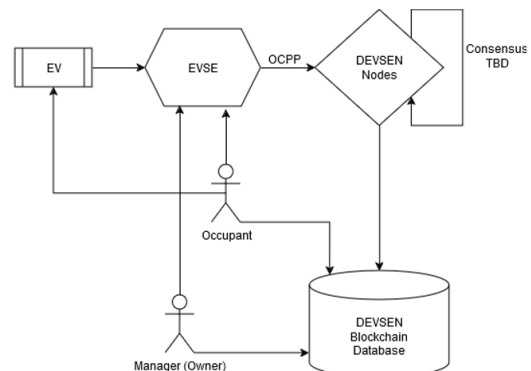 EV
EVSE
OCPP
DEVSEN
Nodes
Consensus
TBD
Occupant
DEVSEN
Blockchain
Database
Manager (Owner)